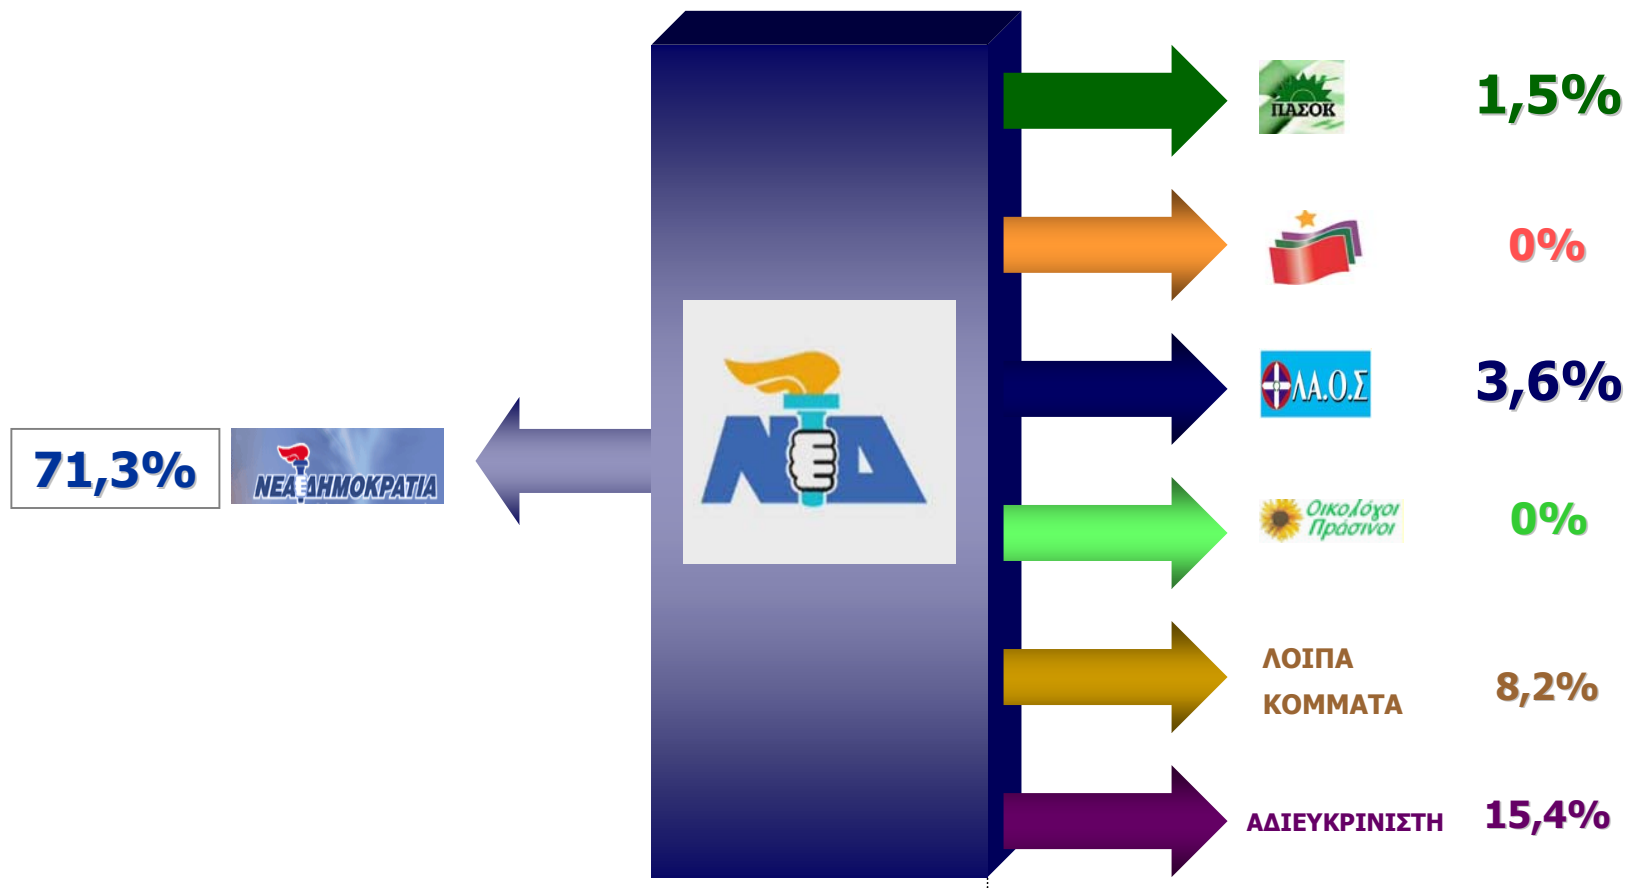 ΠΑΣΟΚ
1,5%
0%
ΛΑ.Ο.Σ
3,6%
71,3%
ΝΕΑ ΔΗΜΟΚΡΑΤΙΑ
ΝΔ
Οικολόγοι
Πράσινοι
0%
ΛΟΙΠΑ
ΚΟΜΜΑΤΑ
8,2%
ΑΔΙΕΥΚΡΙΝΙΣΤΗ
15,4%